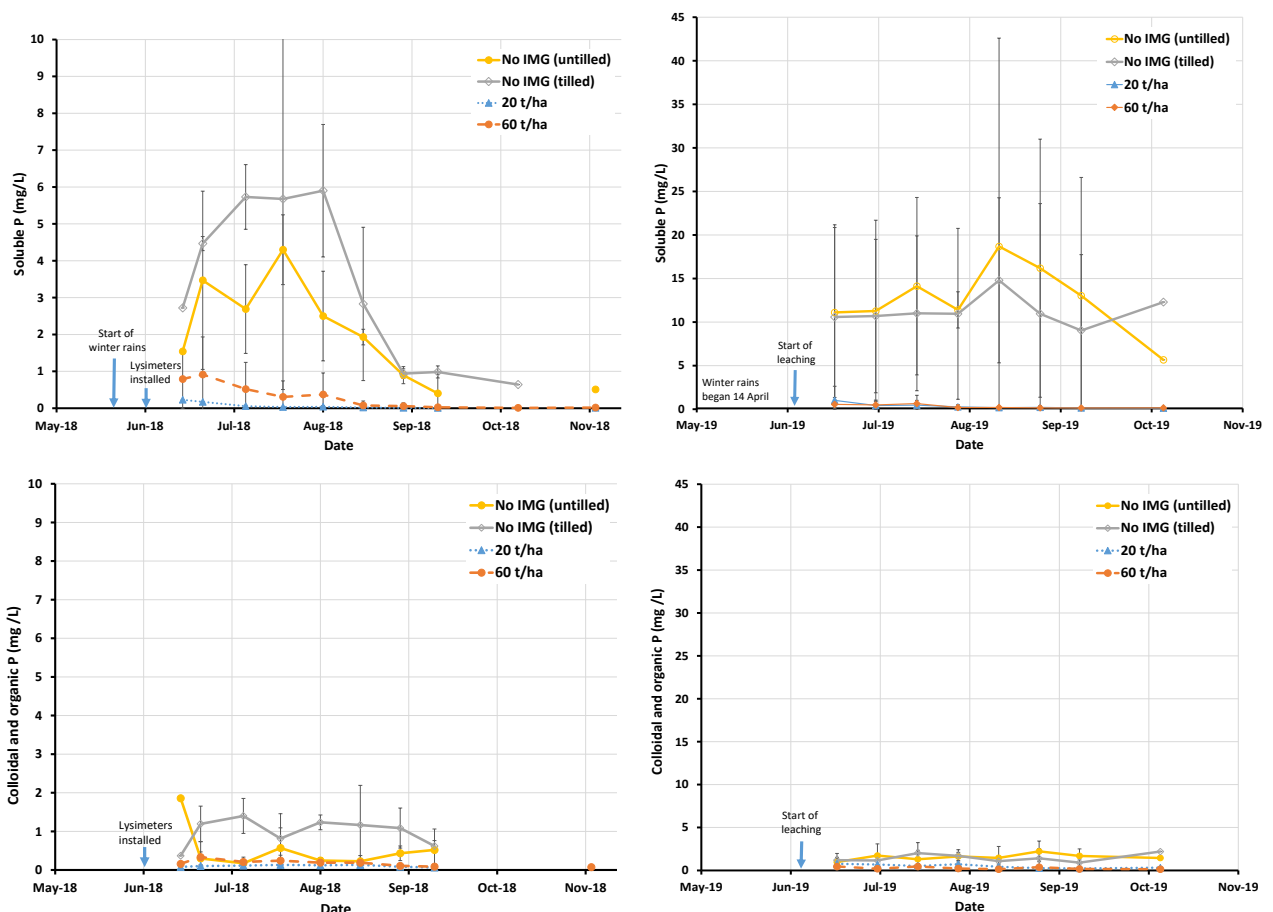 10
9
8
7
6
5
4
3
2
1
0
Soluble P (mg/L)
No IMG (untilled)
No IMG (tilled)
20 t/ha
60 t/ha
Start of
winter rains
Lysimeters
installed
May-18
Jun-18
Jul-18
Aug-18
Sep-18
Oct-18
Nov-18
Date
45
40
35
30
25
20
15
10
5
0
Soluble P (mg/L)
No IMG (untilled)
No IMG (tilled)
20 t/ha
60 t/ha
Start of
leaching
Winter rains
began 14 April
May-19
Jun-19
Jul-19
Aug-19
Sep-19
Oct-19
Nov-19
Date
10
9
8
7
6
5
4
3
2
1
0
Colloidal and organic P (mg /L)
No IMG (untilled)
No IMG (tilled)
20 t/ha
60 t/ha
Lysimeters
installed
May-18
Jun-18
Jul-18
Aug-18
Sep-18
Oct-18
Nov-18
Date
45
40
35
30
25
20
15
10
5
0
Colloidal and organic P (mg/L)
No IMG (untilled)
No IMG (tilled)
20 t/ha
60 t/ha
Start of
leaching
May-19
Jun-19
Jul-19
Aug-19
Sep-19
Oct-19
Nov-19
Date